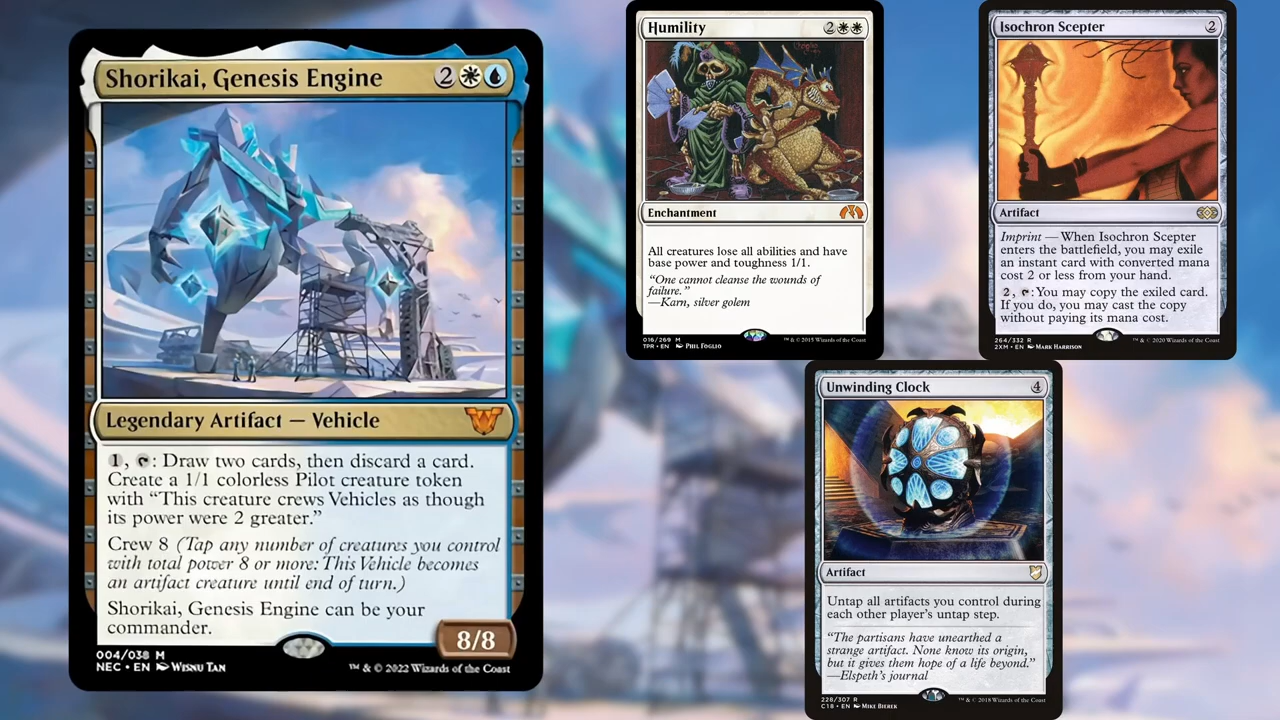 Shorikai, Genesis Engine 2
Legendary Artifact — Vehicle
1, : Draw two cards, then discard a card.
Create a 1/1 colorless Pilot creature token
with “This creature crews Vehicles as though
its power were 2 greater.”
Crew 8 (Tap any number of creatures you control
with total power 8 or more: This Vehicle becomes
an artifact creature until end of turn.)
Shorikai, Genesis Engine can be your
commander.
8/8
004/038 M
NEC • EN WISNU TAN
™ & © 2022 Wizards of the Coast
Humility 2
Enchantment
All creatures lose all abilities and have
base power and toughness 1/1.
“One cannot cleanse the wounds of
failure.”
—Karn, silver golem
016/269 M
TPR • EN PHIL FOGLIO
™ & © 2015 Wizards of the Coast
Isochron Scepter 2
Artifact
Imprint — When Isochron Scepter
enters the battlefield, you may exile
an instant card with converted mana
cost 2 or less from your hand.
2, : You may copy the exiled card.
If you do, you may cast the copy
without paying its mana cost.
264/332 R
2XM • EN MARK HARRISON
™ & © 2020 Wizards of the Coast
Unwinding Clock 4
Artifact
Untap all artifacts you control during
each other player’s untap step.
“The partisans have unearthed a
strange artifact. None know its origin,
but it gives them hope of a life beyond.”
—Elspeth’s journal
228/307 R
C18 • EN MIKE BIEREK
™ & © 2018 Wizards of the Coast